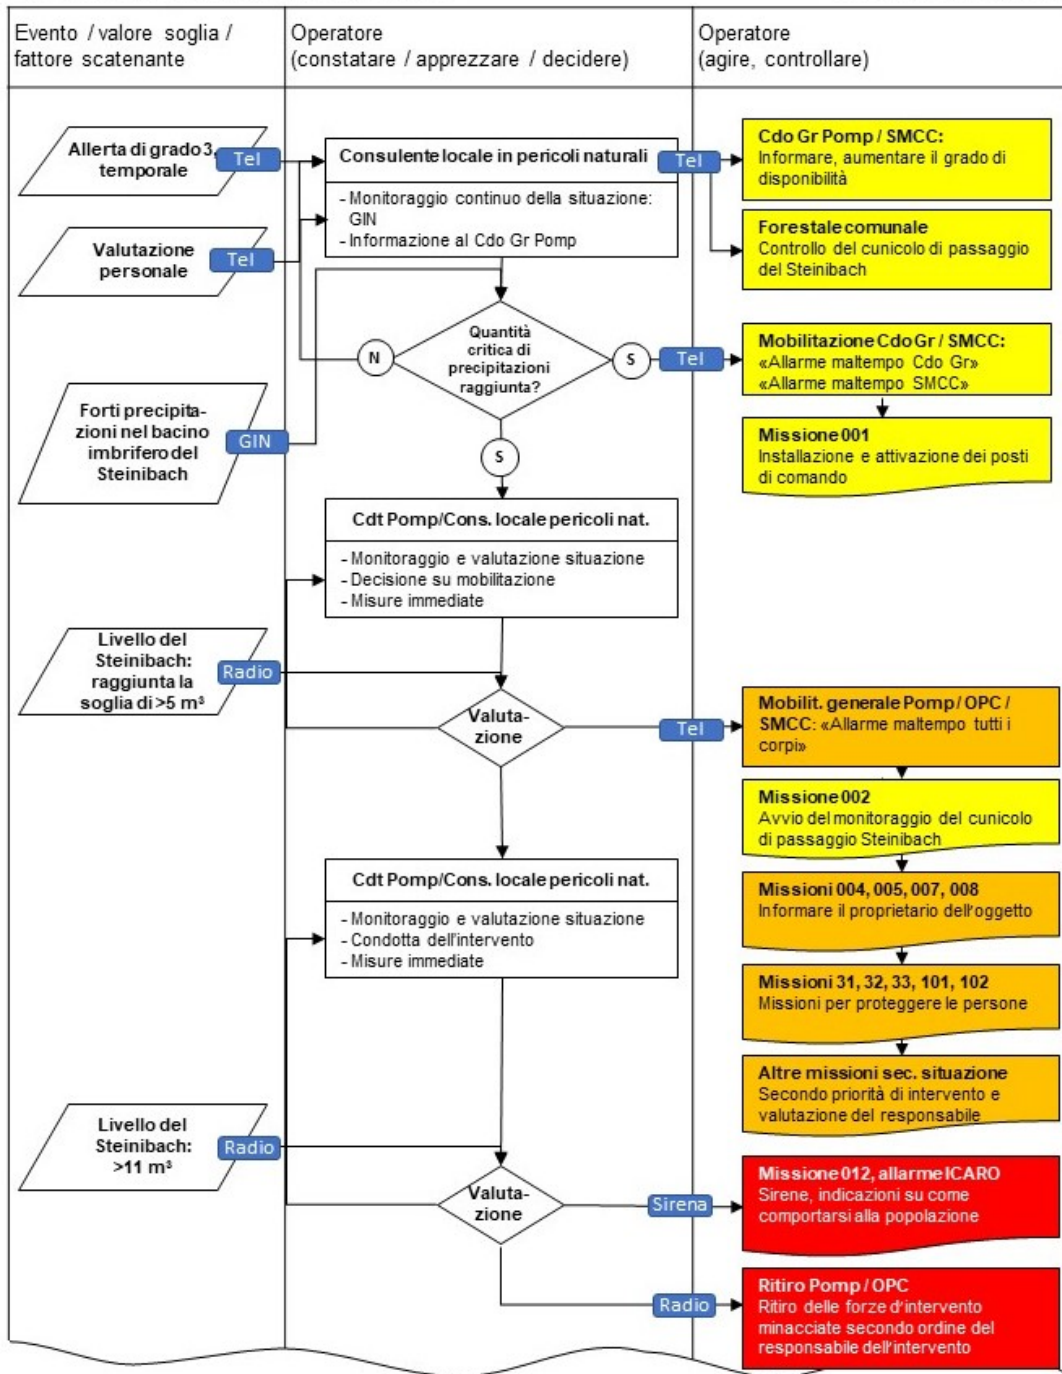 Evento / valore soglia /
fattore scatenante
Operatore
(constatare / apprezzare / decidere)
Operatore
(agire, controllare)
Allerta di grado 3,
temporale
Tel
Consulente locale in pericoli naturali
- Monitoraggio continuo della situazione:
GIN
- Informazione al Cdo Gr Pomp
Tel
Cdo Gr Pomp / SMCC:
Informare, aumentare il grado di
disponibilità
Valutazione
personale
Tel
Forestale comunale
Controllo del cunicolo di passaggio
del Steinibach
N
Quantità
critica di
precipitazioni
raggiunta?
S
Tel
Mobilitazione Cdo Gr / SMCC:
«Allarme maltempo Cdo Gr»
«Allarme maltempo SMCC»
Forti precipita-
zioni nel bacino
imbrifero del
Steinibach
GIN
S
Missione 001
Installazione e attivazione dei posti
di comando
Cdt Pomp/Cons. locale pericoli nat.
- Monitoraggio e valutazione situazione
- Decisione su mobilitazione
- Misure immediate
Livello del
Steinibach:
raggiunta la
soglia di >5 m³
Radio
Valuta-
zione
Tel
Mobilit. generale Pomp / OPC /
SMCC: «Allarme maltempo tutti i
corpi»
Missione 002
Avvio del monitoraggio del cunicolo
di passaggio Steinibach
Cdt Pomp/Cons. locale pericoli nat.
- Monitoraggio e valutazione situazione
- Condotta dell'intervento
- Misure immediate
Missioni 004, 005, 007, 008
Informare il proprietario dell'oggetto
Missioni 31, 32, 33, 101, 102
Missioni per proteggere le persone
Altre missioni sec. situazione
Secondo priorità di intervento e
valutazione del responsabile
Livello del
Steinibach:
>11 m³
Radio
Valuta-
zione
Sirena
Missione 012, allarme ICARO
Sirene, indicazioni su come
comportarsi alla popolazione
Radio
Ritiro Pomp / OPC
Ritiro delle forze d'intervento
minacciate secondo ordine del
responsabile dell'intervento